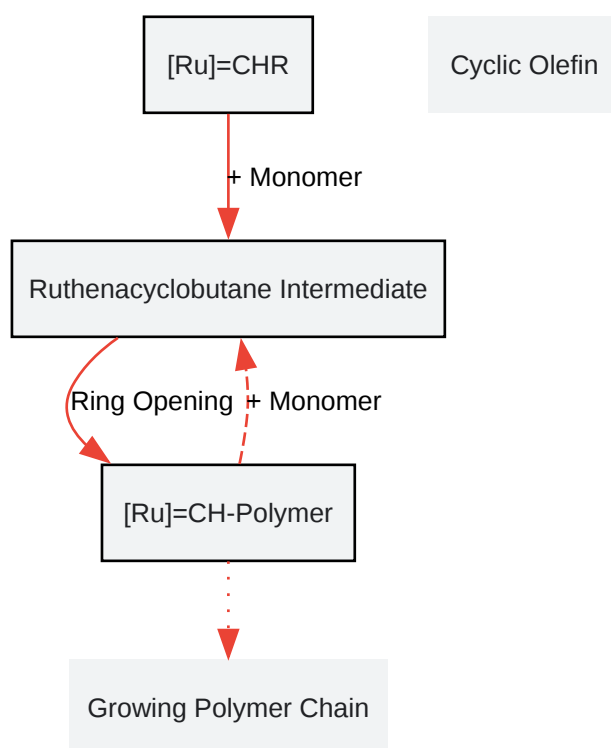 [Ru]=CHR
Cyclic Olefin
+ Monomer
Ruthenacyclobutane Intermediate
Ring Opening
+ Monomer
[Ru]=CH-Polymer
Growing Polymer Chain